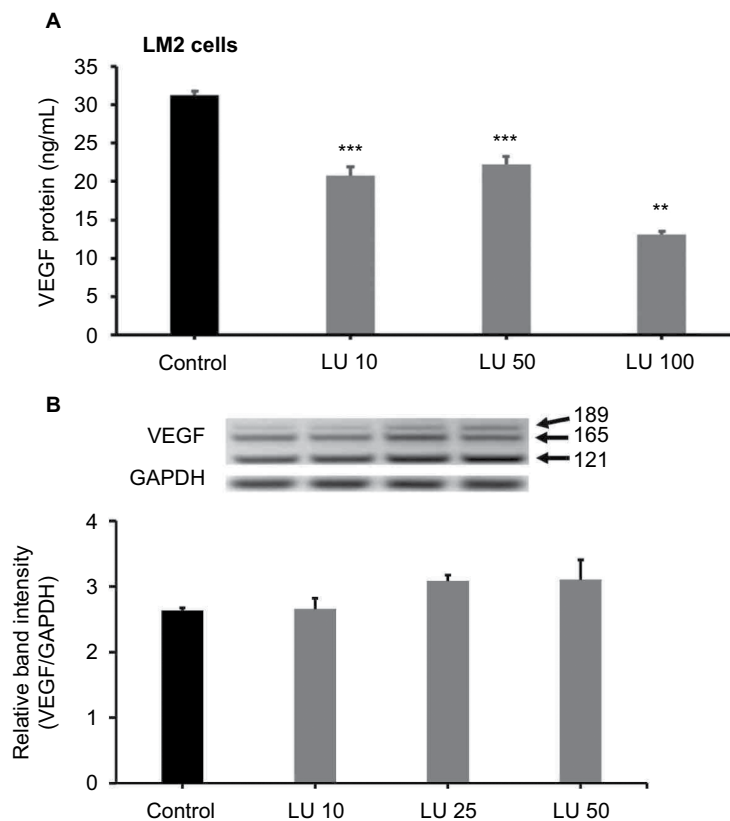 A
LM2 cells
VEGF protein (ng/mL)
35
30
25
20
15
10
5
0
***
***
**
Control LU 10 LU 50 LU 100
B
VEGF
GAPDH
189
165
121
Relative band intensity
(VEGF/GAPDH)
4
3
2
1
0
Control LU 10 LU 25 LU 50